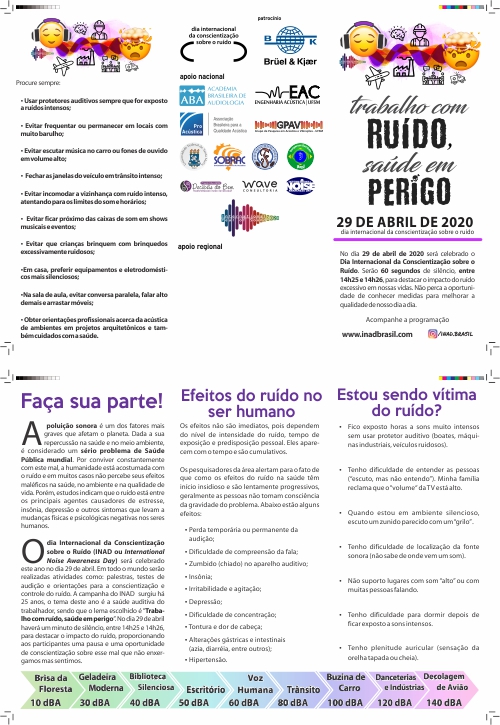 Procure sempre:
• Usar protetores auditivos sempre que for exposto
a ruídos intensos;
• Evitar frequentar ou permanecer em locais com
muito barulho;
• Evitar escutar música no carro ou fones de ouvido
em volume alto;
• Fechar as janelas do veículo em trânsito intenso;
• Evitar incomodar a vizinhança com ruído intenso,
atentando para os limites do som e horários;
• Evitar ficar próximo das caixas de som em shows
musicais e eventos;
• Evitar que crianças brinquem com brinquedos
excessivamente ruidosos;
•Em casa, preferir equipamentos e eletrodomésti-
cos mais silenciosos;
•Na sala de aula, evitar conversa paralela, falar alto
demais e arrastar móveis;
• Obter orientações profissionais acerca da acústica
de ambientes em projetos arquitetônicos e tam-
bém cuidados com a saúde.
dia internacional
da conscientização
sobre o ruído
patrocínio
B K
Brüel & Kjær
apoio nacional
ABA
ACADEMIA
BRASILEIRA DE
AUDIOLOGIA
EAC
ENGENHARIA ACÚSTICA | UFSM
Pro
Acústica
Associação
Brasileira para a
Qualidade Acústica
GPAV
SOBRAC
Decibéis do Bem
wave
CONSULTORIA
NOISE
apoio regional
trabalho com
RUÍDO,
saúde em
PERIGO
29 DE ABRIL DE 2020
dia internacional da conscientização sobre o ruído
No dia 29 de abril de 2020 será celebrado o
Dia Internacional da Conscientização sobre o
Ruído. Serão 60 segundos de silêncio, entre
14h25 e 14h26, para destacar o impacto do ruído
excessivo em nossas vidas. Não perca a oportuni-
dade de conhecer medidas para melhorar a
qualidade de nosso dia a dia.
Acompanhe a programação
www.inadbrasil.com
/INAD.BRASIL
Faça sua parte!
A poluição sonora é um dos fatores mais
graves que afetam o planeta. Dada a sua
repercussão na saúde e no meio ambiente,
é considerado um sério problema de Saúde
Pública mundial. Por conviver constantemente
com este mal, a humanidade está acostumada com
o ruído e em muitos casos não percebe seus efeitos
maléficos na saúde, no ambiente e na qualidade de
vida. Porém, estudos indicam que o ruído está entre
os principais agentes causadores de estresse,
insônia, depressão e outros sintomas que levam a
mudanças físicas e psicológicas negativas nos seres
humanos.
O dia Internacional da Conscientização
sobre o Ruído (INAD ou International
Noise Awareness Day) será celebrado
este ano no dia 29 de abril. Em todo o mundo serão
realizadas atividades como: palestras, testes de
audição e orientações para a conscientização e
controle do ruído. A campanha do INAD surgiu há
25 anos, o tema deste ano é a saúde auditiva do
trabalhador, sendo que o lema escolhido é "Traba-
lho com ruído, saúde em perigo". No dia 29 de abril
haverá um minuto de silêncio, entre 14h25 e 14h26,
para destacar o impacto do ruído, proporcionando
aos participantes uma pausa e uma oportunidade
de conscientização sobre esse mal que não enxer-
gamos mas sentimos.
Efeitos do ruído no
ser humano
Os efeitos não são imediatos, pois dependem
do nível de intensidade do ruído, tempo de
exposição e predisposição pessoal. Eles apare-
cem com o tempo e são cumulativos.
Os pesquisadores da área alertam para o fato de
que como os efeitos do ruído na saúde têm
início insidioso e são lentamente progressivos,
geralmente as pessoas não tomam consciência
da gravidade do problema. Abaixo estão alguns
efeitos:
• Perda temporária ou permanente da
audição;
• Dificuldade de compreensão da fala;
• Zumbido (chiado) no aparelho auditivo;
• Insônia;
• Irritabilidade e agitação;
• Depressão;
• Dificuldade de concentração;
• Tontura e dor de cabeça;
• Alterações gástricas e intestinais
(azia, diarréia, entre outros);
• Hipertensão.
Estou sendo vítima
do ruído?
• Fico exposto horas a sons muito intensos
sem usar protetor auditivo (boates, máqui-
nas industriais, veículos ruidosos).
• Tenho dificuldade de entender as pessoas
("escuto, mas não entendo"). Minha família
reclama que o "volume" da TV está alto.
• Quando estou em ambiente silencioso,
escuto um zunido parecido com um "grilo".
• Tenho dificuldade de localização da fonte
sonora (não sabe de onde vem um som).
• Não suporto lugares com som "alto" ou com
muitas pessoas falando.
• Tenho dificuldade para dormir depois de
ficar exposto a sons intensos.
• Tenho plenitude auricular (sensação da
orelha tapada ou cheia).
Brisa da
Floresta
10 dBA
Geladeira
Moderna
30 dBA
Biblioteca
Silenciosa
40 dBA
Escritório
50 dBA
Voz
Humana
60 dBA
Trânsito
80 dBA
Buzina de
Carro
100 dBA
Danceterias
e Indústrias
120 dBA
Decolagem
de Avião
140 dBA